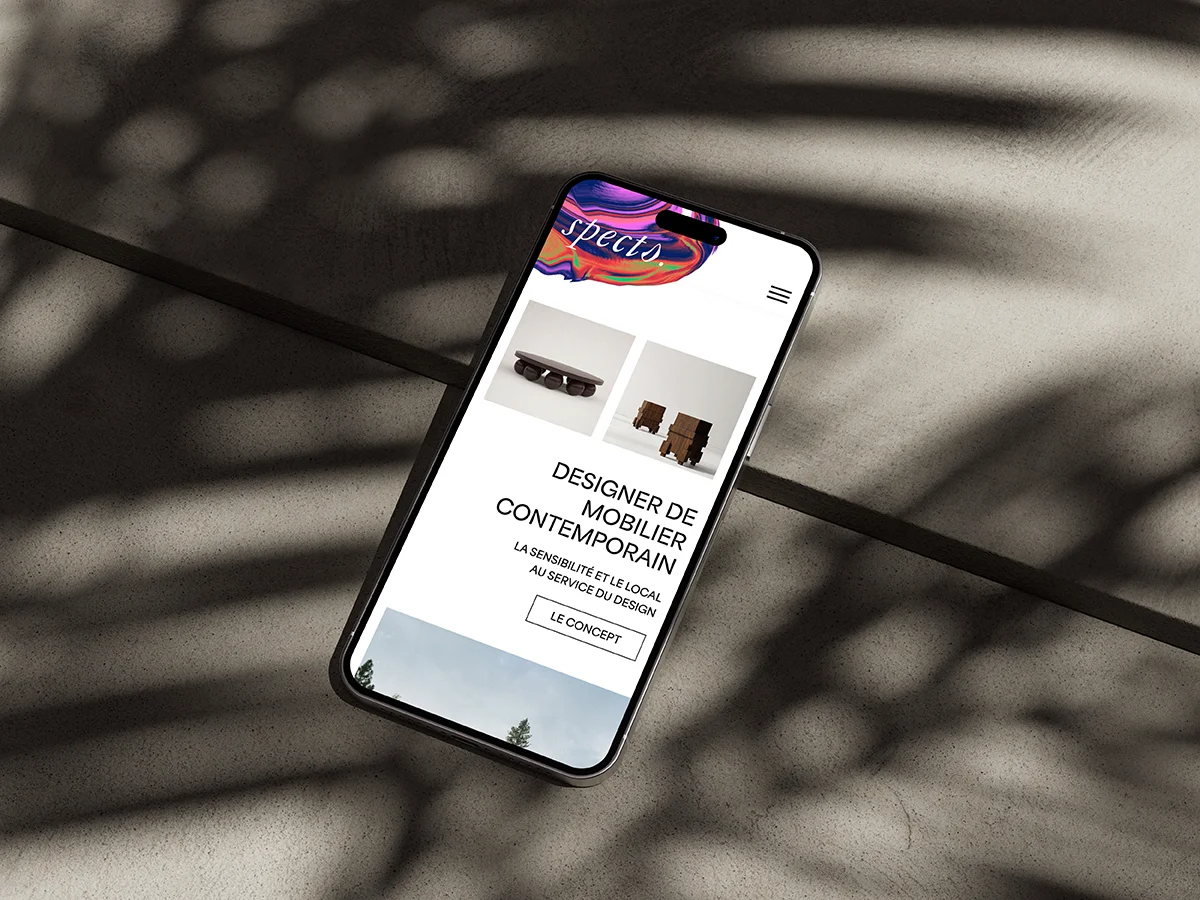 spects.
DESIGNER DE
MOBILIER
CONTEMPORAIN
LA SENSIBILITÉ ET LE LOCAL
AU SERVICE DU DESIGN
LE CONCEPT